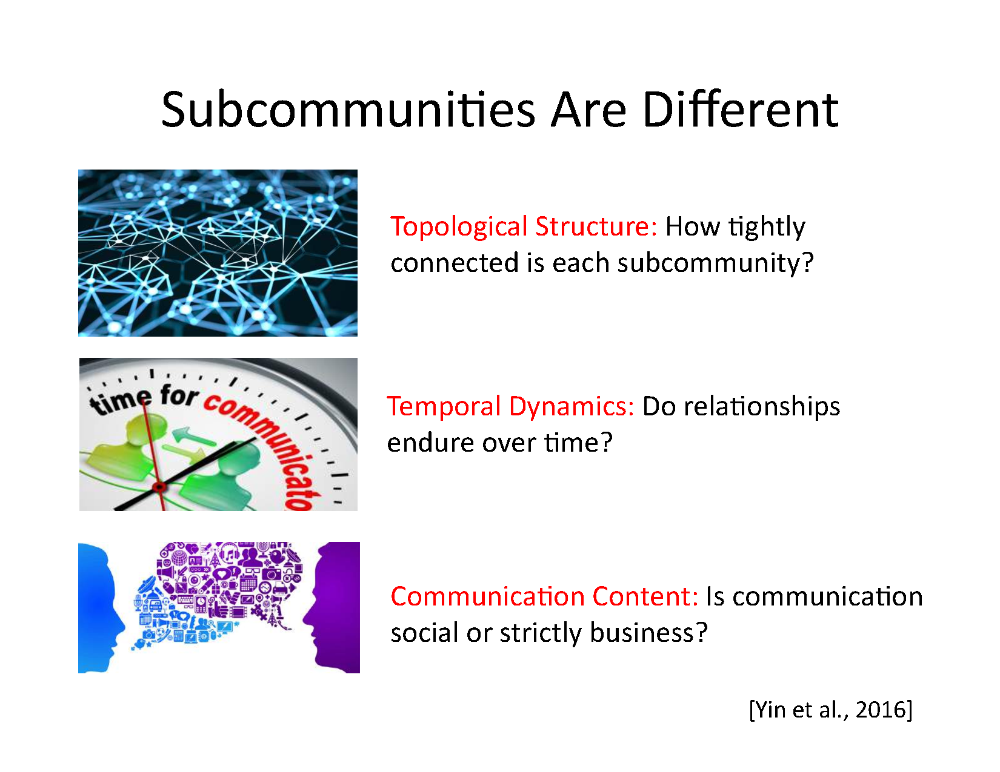 Subcommunities Are Different
Topological Structure: How tightly
connected is each subcommunity?
time for communicato
Temporal Dynamics: Do relationships
endure over time?
Communication Content: Is communication
social or strictly business?
[Yin et al., 2016]